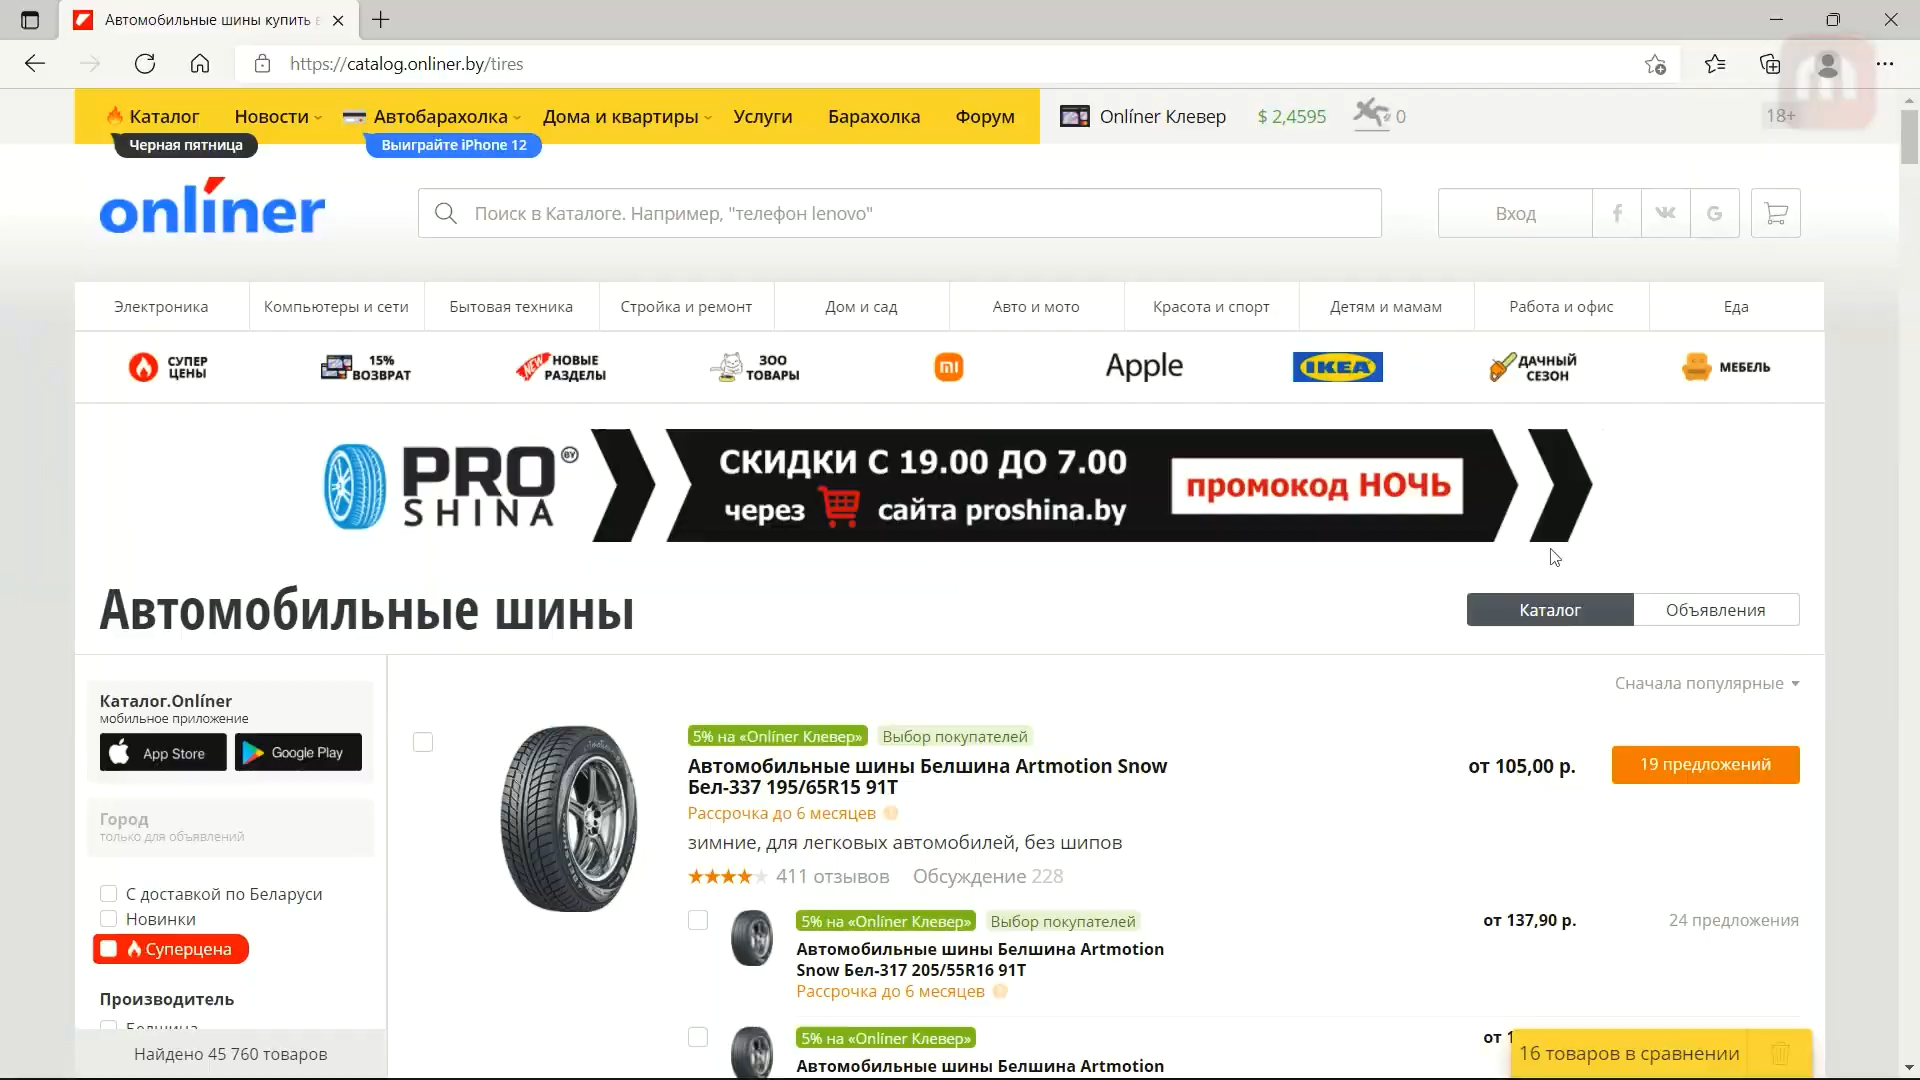 Автомобильные шины купить в
https://catalog.onliner.by/tires
Каталог
Новости
Автобарахолка
Дома и квартиры
Услуги
Барахолка
Форум
Onlíner Клевер
$ 2,4595
0
18+
Черная пятница
Выиграйте iPhone 12
onlíner
Поиск в Каталоге. Например, "телефон lenovo"
Вход
Электроника
Компьютеры и сети
Бытовая техника
Стройка и ремонт
Дом и сад
Авто и мото
Красота и спорт
Детям и мамам
Работа и офис
Еда
СУПЕР
ЦЕНЫ
15%
ВОЗВРАТ
NEW
НОВЫЕ
РАЗДЕЛЫ
ЗОО
ТОВАРЫ
mi
Apple
IKEA
ДАЧНЫЙ
СЕЗОН
МЕБЕЛЬ
PRO BY
SHINA
СКИДКИ С 19.00 ДО 7.00
через сайта proshina.by
промокод НОЧЬ
Автомобильные шины
Каталог
Объявления
Каталог.Onlíner
мобильное приложение
App Store
Google Play
Город
только для объявлений
С доставкой по Беларуси
Новинки
Суперцена
Производитель
Белшина
Найдено 45 760 товаров
Сначала популярные
5% на «Onlíner Клевер»
Выбор покупателей
Автомобильные шины Белшина Artmotion Snow
Бел-337 195/65R15 91T
Рассрочка до 6 месяцев
зимние, для легковых автомобилей, без шипов
411 отзывов
Обсуждение 228
от 105,00 р.
19 предложений
5% на «Onlíner Клевер»
Выбор покупателей
Автомобильные шины Белшина Artmotion
Snow Бел-317 205/55R16 91T
Рассрочка до 6 месяцев
от 137,90 р.
24 предложения
5% на «Onlíner Клевер»
Автомобильные шины Белшина Artmotion
от 1
16 товаров в сравнении